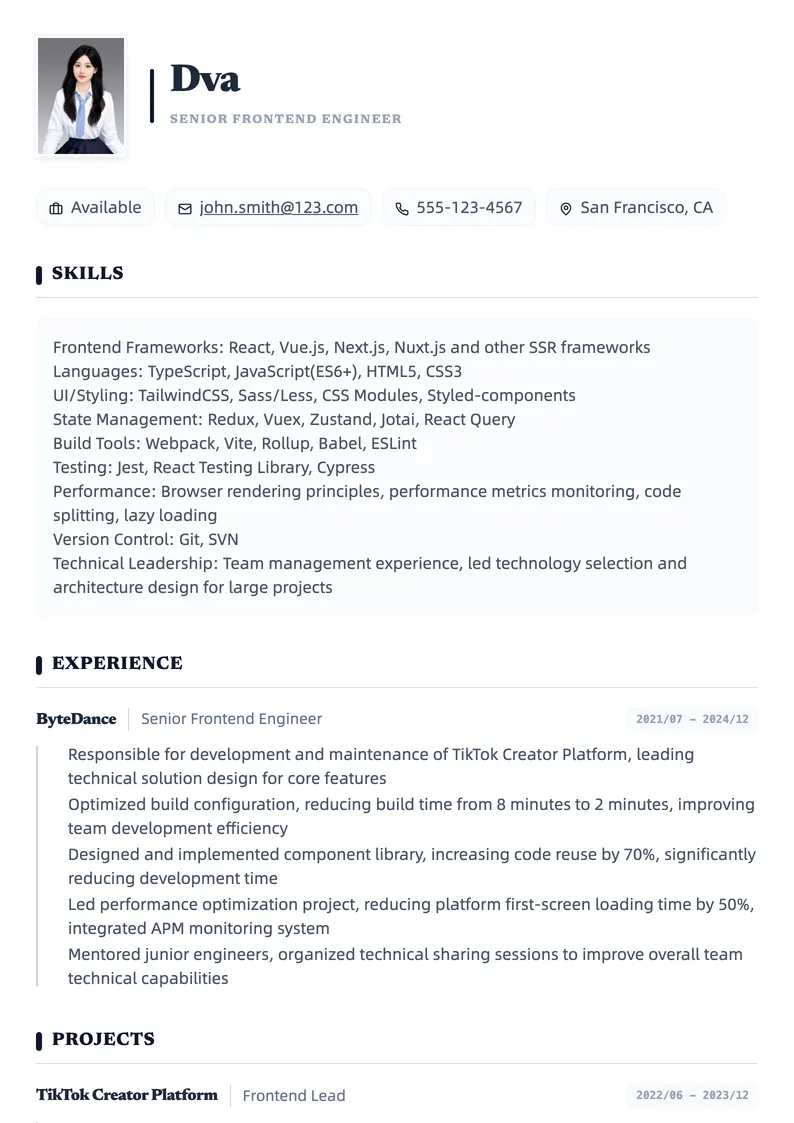 Dva
SENIOR FRONTEND ENGINEER
Available
john.smith@123.com
555-123-4567
San Francisco, CA
SKILLS
Frontend Frameworks: React, Vue.js, Next.js, Nuxt.js and other SSR frameworks
Languages: TypeScript, JavaScript(ES6+), HTML5, CSS3
UI/Styling: TailwindCSS, Sass/Less, CSS Modules, Styled-components
State Management: Redux, Vuex, Zustand, Jotai, React Query
Build Tools: Webpack, Vite, Rollup, Babel, ESLint
Testing: Jest, React Testing Library, Cypress
Performance: Browser rendering principles, performance metrics monitoring, code
splitting, lazy loading
Version Control: Git, SVN
Technical Leadership: Team management experience, led technology selection and
architecture design for large projects
EXPERIENCE
ByteDance Senior Frontend Engineer 2021/07 – 2024/12
Responsible for development and maintenance of TikTok Creator Platform, leading
technical solution design for core features
Optimized build configuration, reducing build time from 8 minutes to 2 minutes, improving
team development efficiency
Designed and implemented component library, increasing code reuse by 70%, significantly
reducing development time
Led performance optimization project, reducing platform first-screen loading time by 50%,
integrated APM monitoring system
Mentored junior engineers, organized technical sharing sessions to improve overall team
technical capabilities
PROJECTS
TikTok Creator Platform Frontend Lead 2022/06 – 2023/12